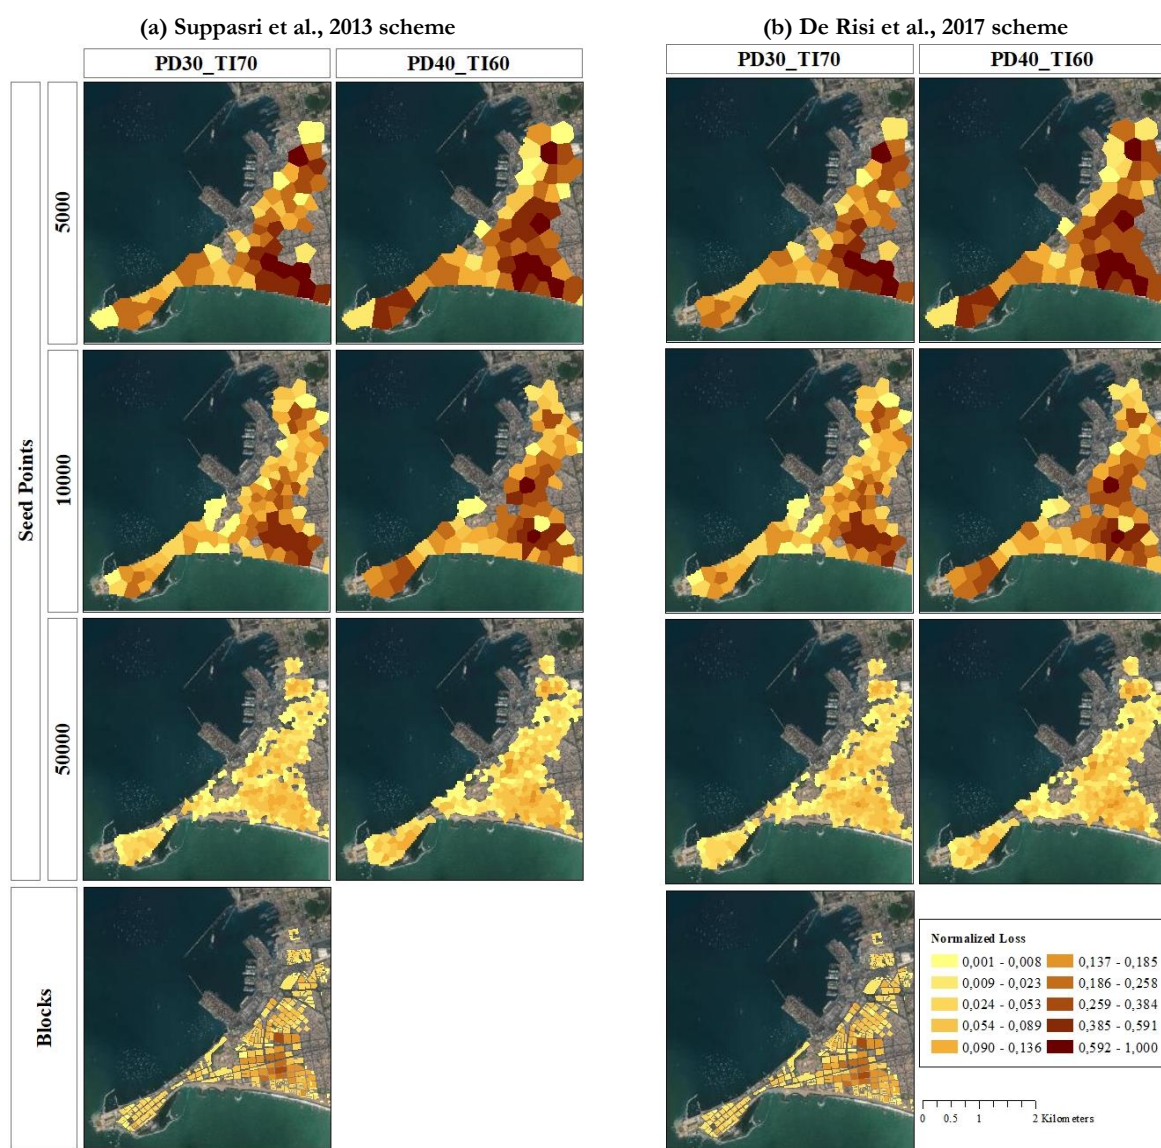 (a) Suppasri et al., 2013 scheme
(b) De Risi et al., 2017 scheme
PD30_TI70
PD40_TI60
PD30_TI70
PD40_TI60
Seed Points
5000
10000
50000
Blocks
Normalized Loss
0,001 - 0,008
0,137 - 0,185
0,009 - 0,023
0,186 - 0,258
0,024 - 0,053
0,259 - 0,384
0,054 - 0,089
0,385 - 0,591
0,090 - 0,136
0,592 - 1,000
0 0.5 1 2 Kilometers